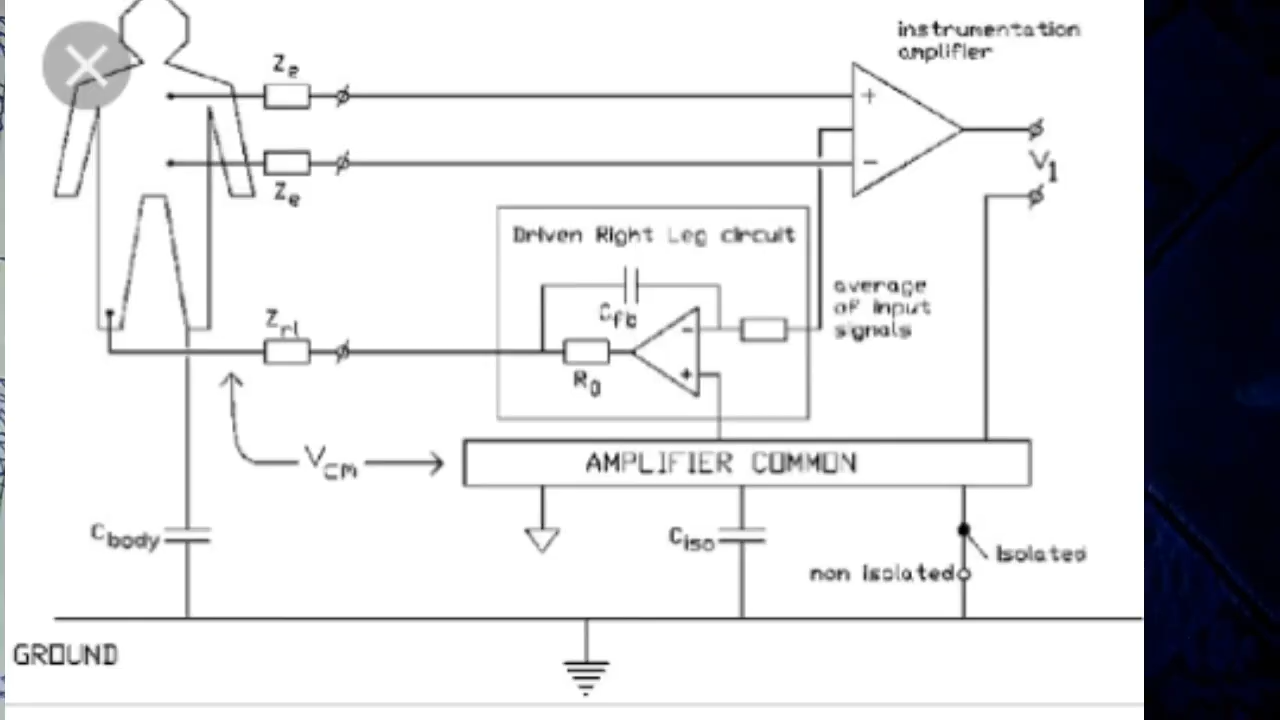 instrumentation
amplifier
Ze
+
Ze
−
V1
Driven Right Leg circuit
average
of input
signals
Cfb
Zrl
−
+
R0
Vcm
AMPLIFIER COMMON
Cbody
Ciso
Isolated
non isolated
GROUND